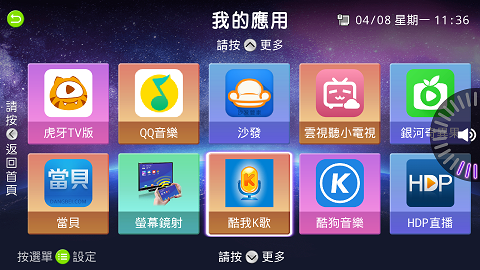 我的應用
04/08 星期一 11:36
請按 更多
請按
返回首頁
虎牙TV版
QQ音樂
沙發
雲視聽小電視
當貝
當貝
螢幕鏡射
酷我K歌
K
酷狗音樂
HDP
HDP直播
按選單 設定
請按 更多